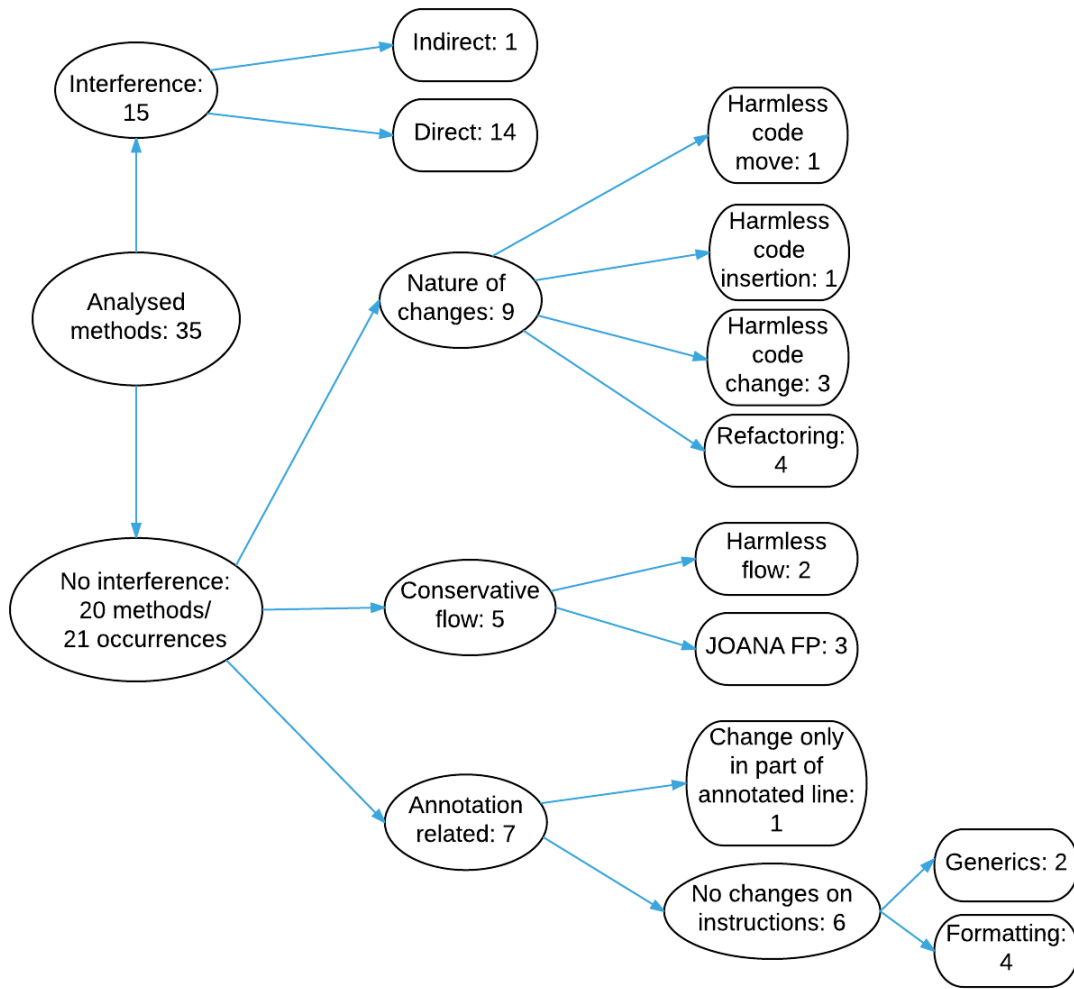 Interference:
15
Indirect: 1
Direct: 14
Analysed
methods: 35
No interference:
20 methods/
21 occurrences
Nature of
changes: 9
Harmless
code
move: 1
Harmless
code
insertion: 1
Harmless
code
change: 3
Refactoring:
4
Conservative
flow: 5
Harmless
flow: 2
JOANA FP: 3
Annotation
related: 7
Change only
in part of
annotated line:
1
No changes on
instructions: 6
Generics: 2
Formatting:
4